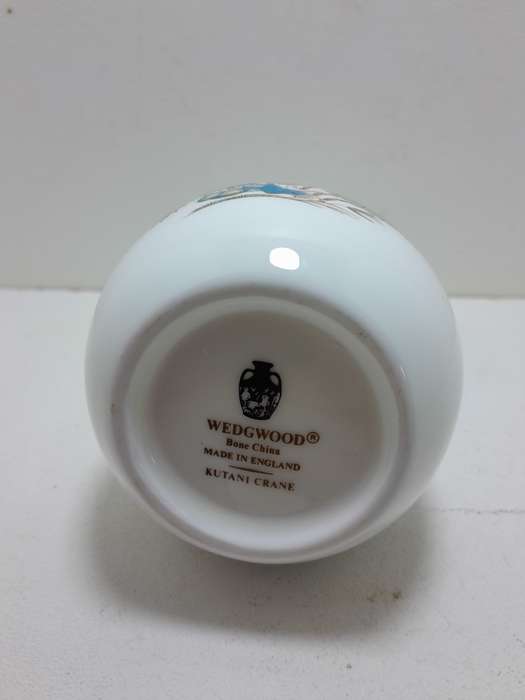 WEDGWOOD®
Bone China
MADE IN ENGLAND
KUTANI CRANE